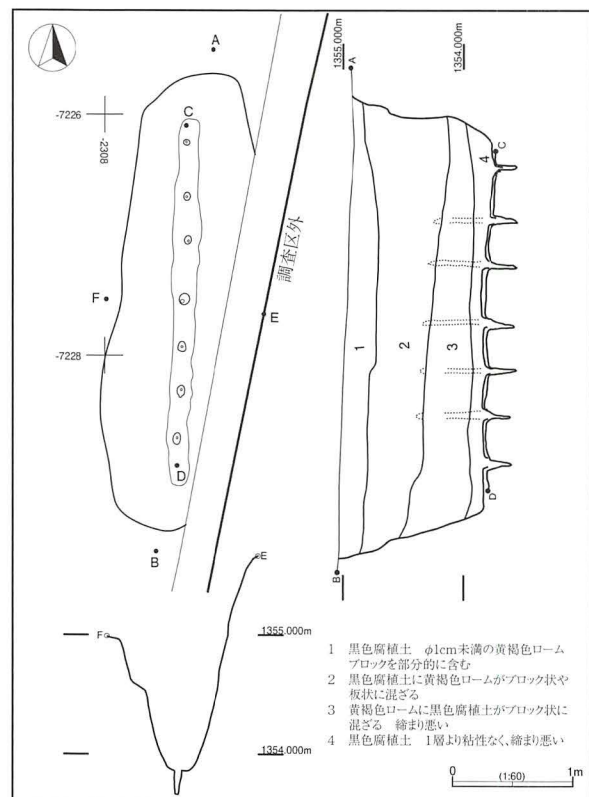 A
-7226
-2308
C
F
-7228
D
B
E
調査区外
1355.000m
1354.000m
A
C
4
1
2
3
D
B
E
F
1355.000m
1354.000m
1 黒色腐植土 φ1cm未満の黄褐色ローム
ブロックを部分的に含む
2 黒色腐植土に黄褐色ロームがブロック状や
板状に混ざる
3 黄褐色ロームに黒色腐植土がブロック状に
混ざる 締まり悪い
4 黒色腐植土 1層より粘性なく、締まり悪い
0 (1:60) 1m